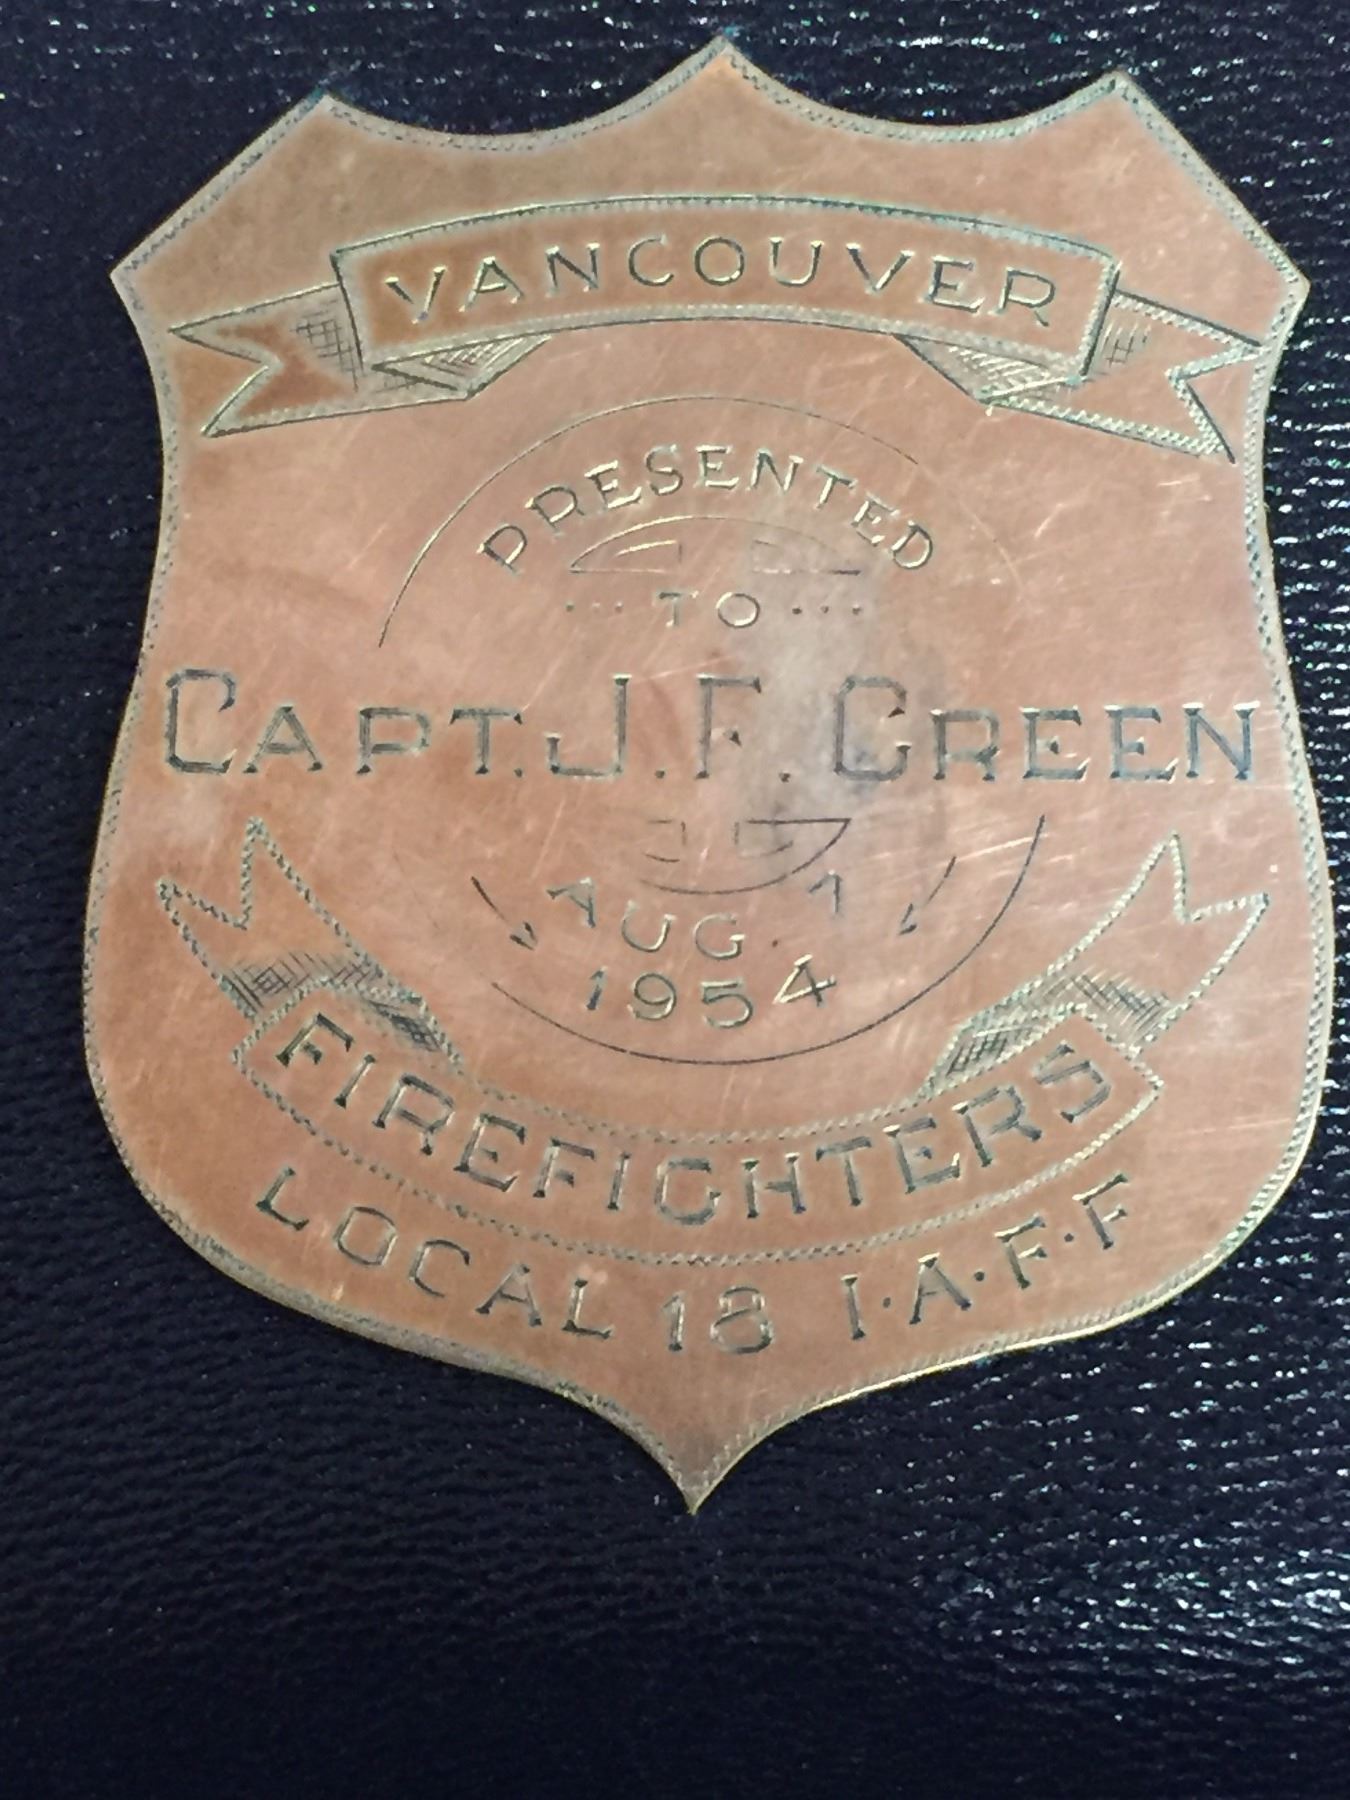 VANCOUVER
PRESENTED
··· TO ···
CAPT. J. F. GREEN
AUG. 1
1954
FIREFIGHTERS
LOCAL 18 I·A·F·F